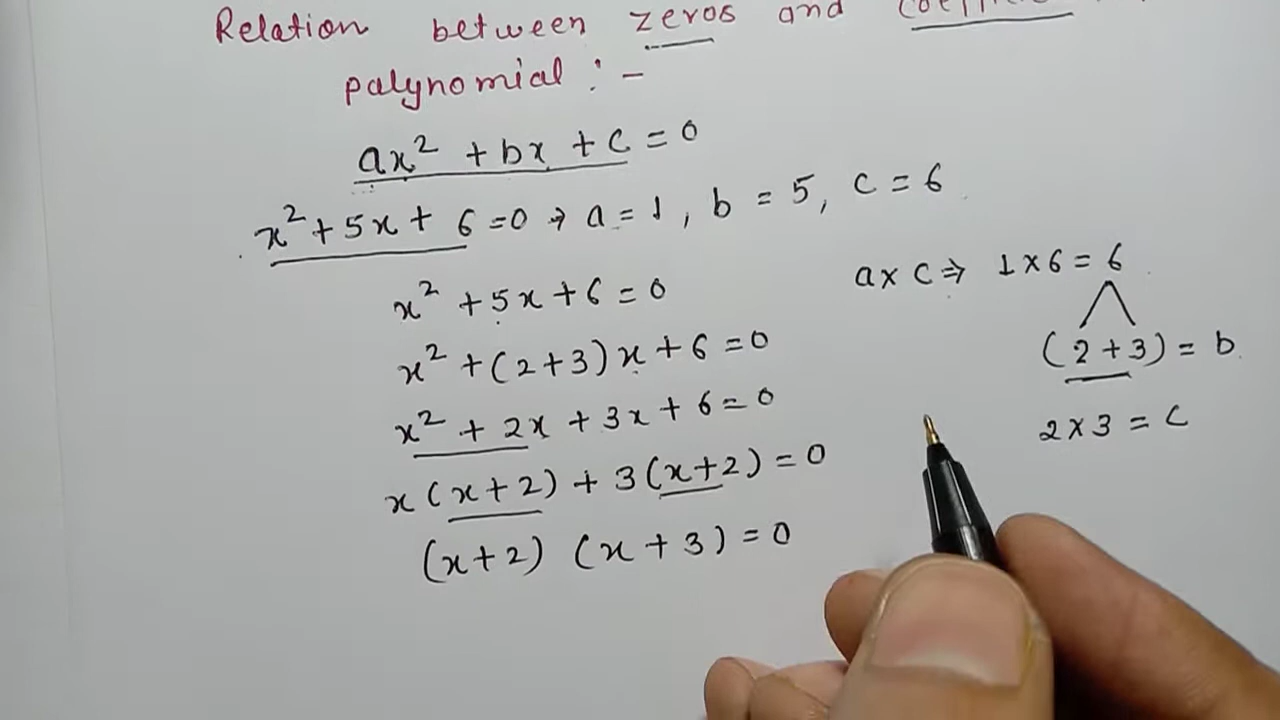 Relation between zeros and
palynomial : -
ax² + bx + c = 0
x² + 5x + 6 = 0 → a = 1, b = 5, c = 6
x² + 5x + 6 = 0
a x c ⇒ 1 x 6 = 6
x² + (2+3) x + 6 = 0
(2 + 3) = b
x² + 2x + 3x + 6 = 0
2 x 3 = c
x (x+2) + 3 (x+2) = 0
(x+2) (x+3) = 0